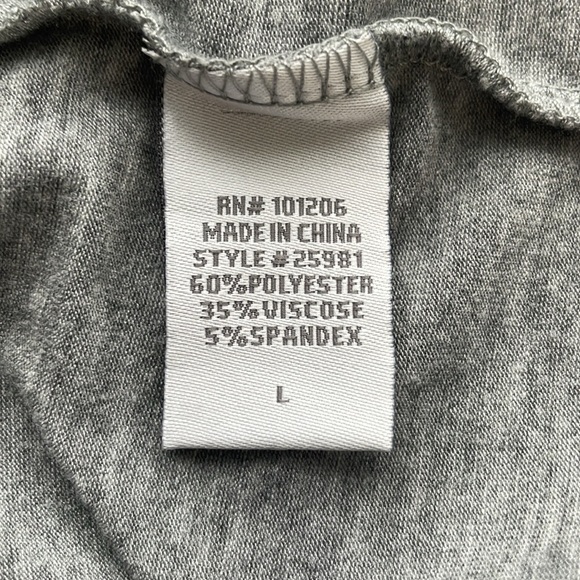 RN# 101206
MADE IN CHINA
STYLE #25981
60%POLYESTER
35%VISCOSE
5%SPANDEX
L